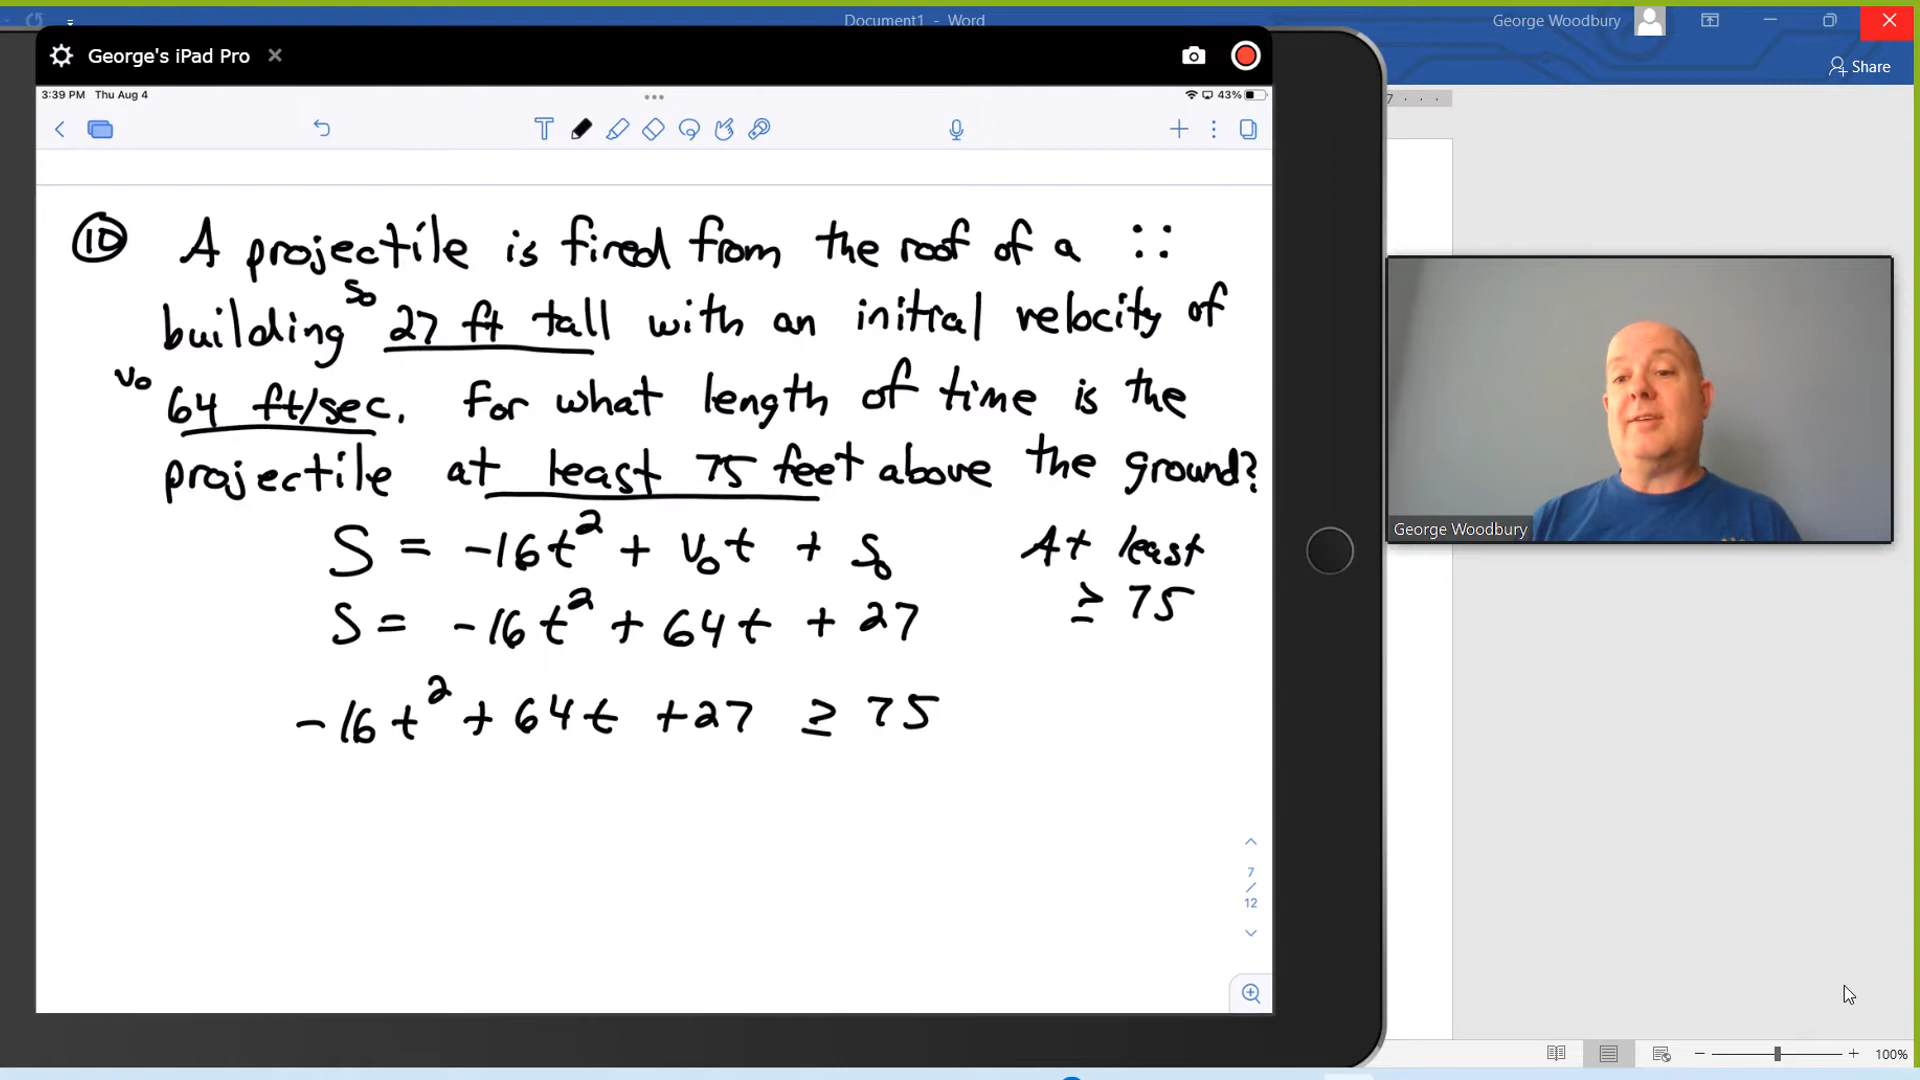 Document1 - Word
George Woodbury
Share
George's iPad Pro
3:39 PM Thu Aug 4
43%
7
T
10 A projectile is fired from the roof of a ::
building 27 ft tall with an initial velocity of
s₀
64 ft/sec. For what length of time is the
v₀
projectile at least 75 feet above the ground?
S = -16t² + v₀t + s₀
At least
≥ 75
S = -16t² + 64t + 27
-16t² + 64t +27 ≥ 75
George Woodbury
7
/
12
100%